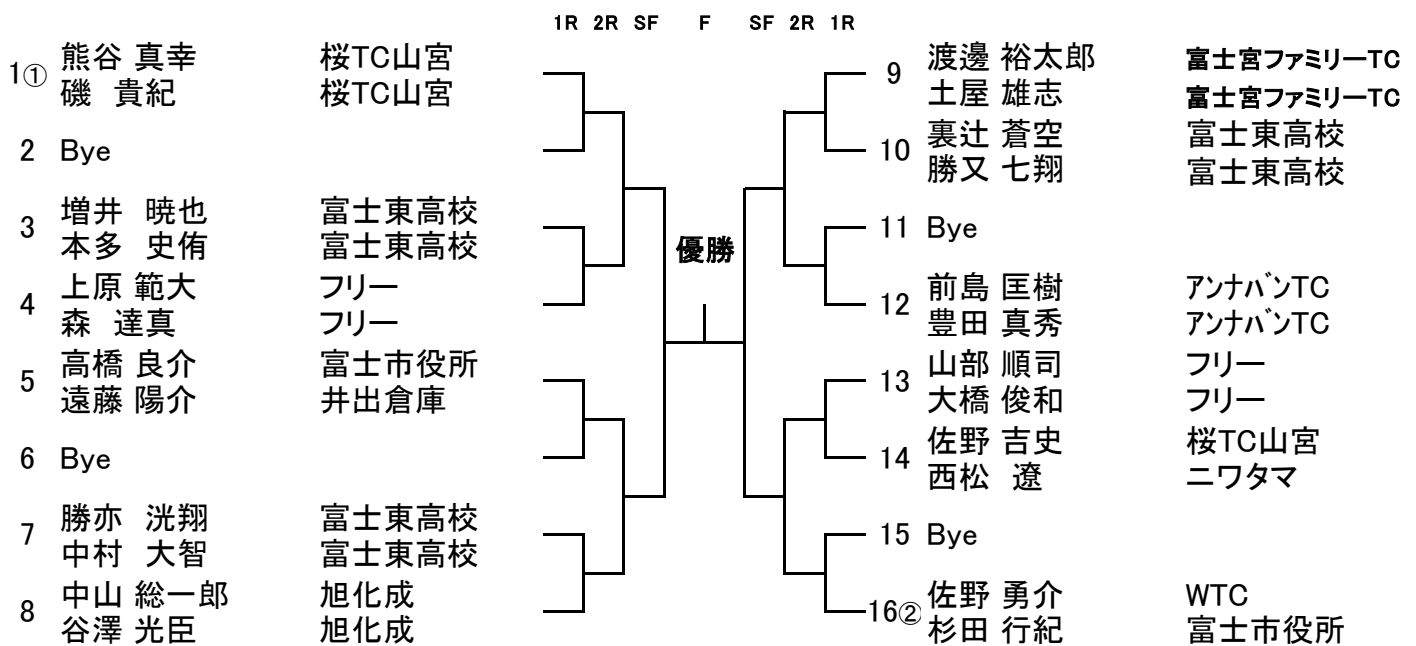 1R 2R SF F SF 2R 1R
1① 熊谷 真幸 桜TC山宮
磯 貴紀 桜TC山宮
2 Bye
3 増井 暁也 富士東高校
本多 史侑 富士東高校
4 上原 範大 フリー
森 達真 フリー
5 高橋 良介 富士市役所
遠藤 陽介 井出倉庫
6 Bye
7 勝亦 洸翔 富士東高校
中村 大智 富士東高校
8 中山 総一郎 旭化成
谷澤 光臣 旭化成
優勝
9 渡邊 裕太郎 富士宮ファミリーTC
土屋 雄志 富士宮ファミリーTC
10 裏辻 蒼空 富士東高校
勝又 七翔 富士東高校
11 Bye
12 前島 匡樹 アンナバンTC
豊田 真秀 アンナバンTC
13 山部 順司 フリー
大橋 俊和 フリー
14 佐野 吉史 桜TC山宮
西松 遼 ニワタマ
15 Bye
16② 佐野 勇介 WTC
杉田 行紀 富士市役所